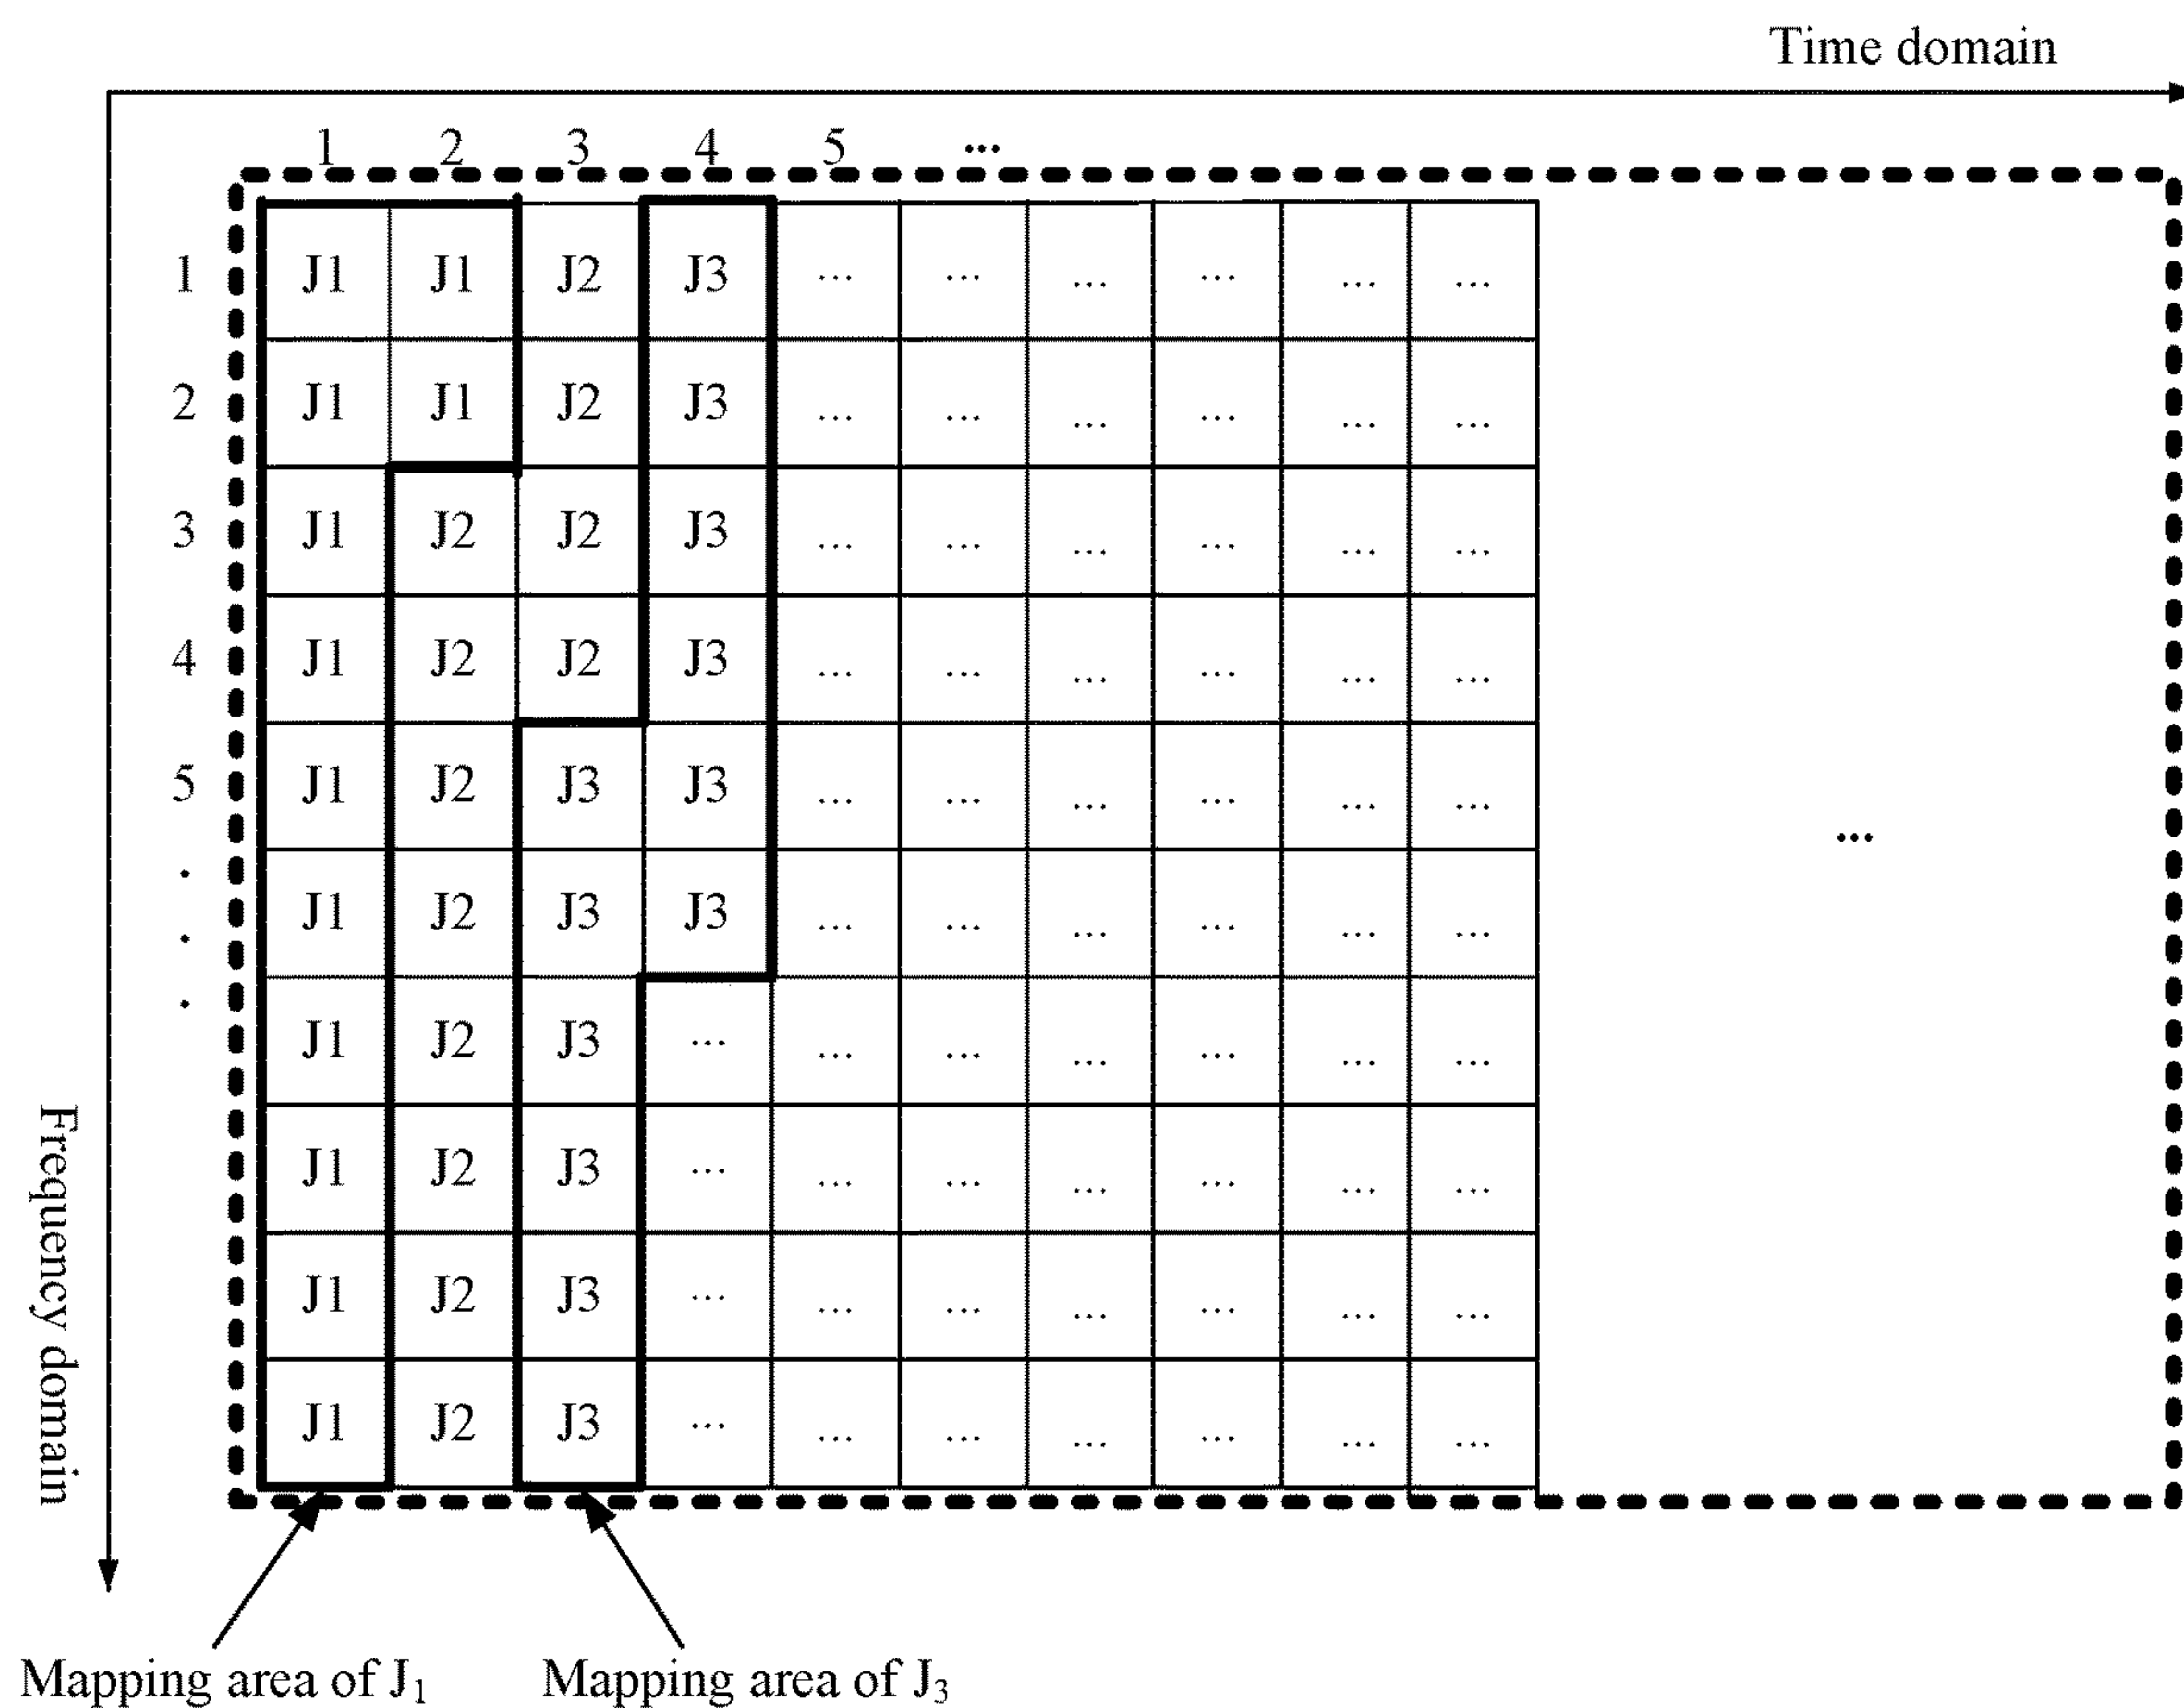 Time domain
1 2 3 4 5 ...
1 J1 J1 J2 J3 ... ... ... ... ... ...
2 J1 J1 J2 J3 ... ... ... ... ... ...
3 J1 J2 J2 J3 ... ... ... ... ... ...
4 J1 J2 J2 J3 ... ... ... ... ... ...
5 J1 J2 J3 J3 ... ... ... ... ... ...
...
. J1 J2 J3 J3 ... ... ... ... ... ...
. J1 J2 J3 ... ... ... ... ... ... ...
. J1 J2 J3 ... ... ... ... ... ... ...
J1 J2 J3 ... ... ... ... ... ... ...
J1 J2 J3 ... ... ... ... ... ... ...
Frequency domain
Mapping area of J₁
Mapping area of J₃